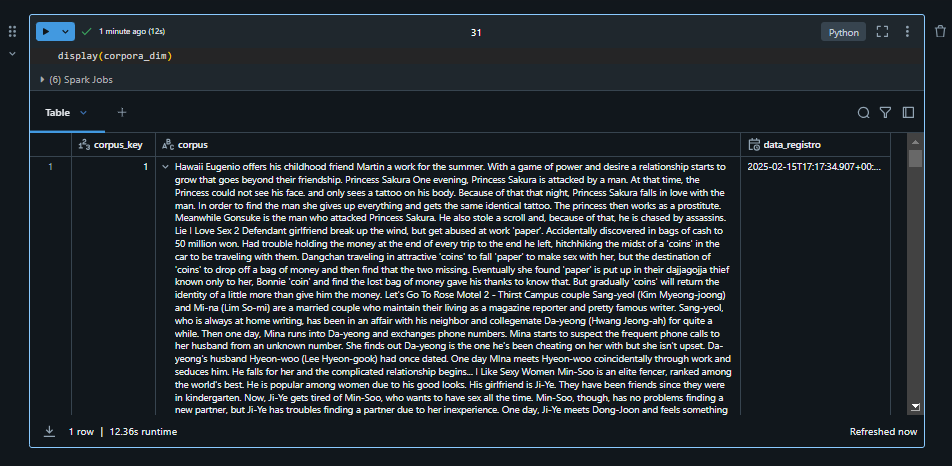 1 minute ago (12s)
31
Python
display(corpora_dim)
(6) Spark Jobs
Table
+
corpus_key
corpus
data_registro
1
1
Hawaii Eugenio offers his childhood friend Martin a work for the summer. With a game of power and desire a relationship starts to
2025-02-15T17:17:34.907+00:...
grow that goes beyond their friendship. Princess Sakura One evening, Princess Sakura is attacked by a man. At that time, the
Princess could not see his face. and only sees a tattoo on his body. Because of that that night, Princess Sakura falls in love with the
man. In order to find the man she gives up everything and gets the same identical tattoo. The princess then works as a prostitute.
Meanwhile Gonsuke is the man who attacked Princess Sakura. He also stole a scroll and, because of that, he is chased by assassins.
Lie I Love Sex 2 Defendant girlfriend break up the wind, but get abused at work 'paper'. Accidentally discovered in bags of cash to
50 million won. Had trouble holding the money at the end of every trip to the end he left, hitchhiking the midst of a 'coins' in the
car to be traveling with them. Dangchan traveling in attractive 'coins' to fall 'paper' to make sex with her, but the destination of
'coins' to drop off a bag of money and then find that the two missing. Eventually she found 'paper' is put up in their dajjagojja thief
known only to her, Bonnie 'coin' and find the lost bag of money gave his thanks to know that. But gradually 'coins' will return the
identity of a little more than give him the money. Let's Go To Rose Motel 2 - Thirst Campus couple Sang-yeol (Kim Myeong-joong)
and Mi-na (Lim So-mi) are a married couple who maintain their living as a magazine reporter and pretty famous writer. Sang-yeol,
who is always at home writing, has been in an affair with his neighbor and collegemate Da-yeong (Hwang Jeong-ah) for quite a
while. Then one day, Mina runs into Da-yeong and exchanges phone numbers. Mina starts to suspect the frequent phone calls to
her husband from an unknown number. She finds out Da-yeong is the one he's been cheating on her with but she isn't upset. Da-
yeong's husband Hyeon-woo (Lee Hyeon-gook) had once dated. One day Mina meets Hyeon-woo coincidentally through work and
seduces him. He falls for her and the complicated relationship begins... I Like Sexy Women Min-Soo is an elite fencer, ranked among
the world's best. He is popular among women due to his good looks. His girlfriend is Ji-Ye. They have been friends since they were
in kindergarten. Now, Ji-Ye gets tired of Min-Soo, who wants to have sex all the time. Min-Soo, though, has no problems finding a
new partner, but Ji-Ye has troubles finding a partner due to her inexperience. One day, Ji-Ye meets Dong-Joon and feels something
1 row | 12.36s runtime
Refreshed now